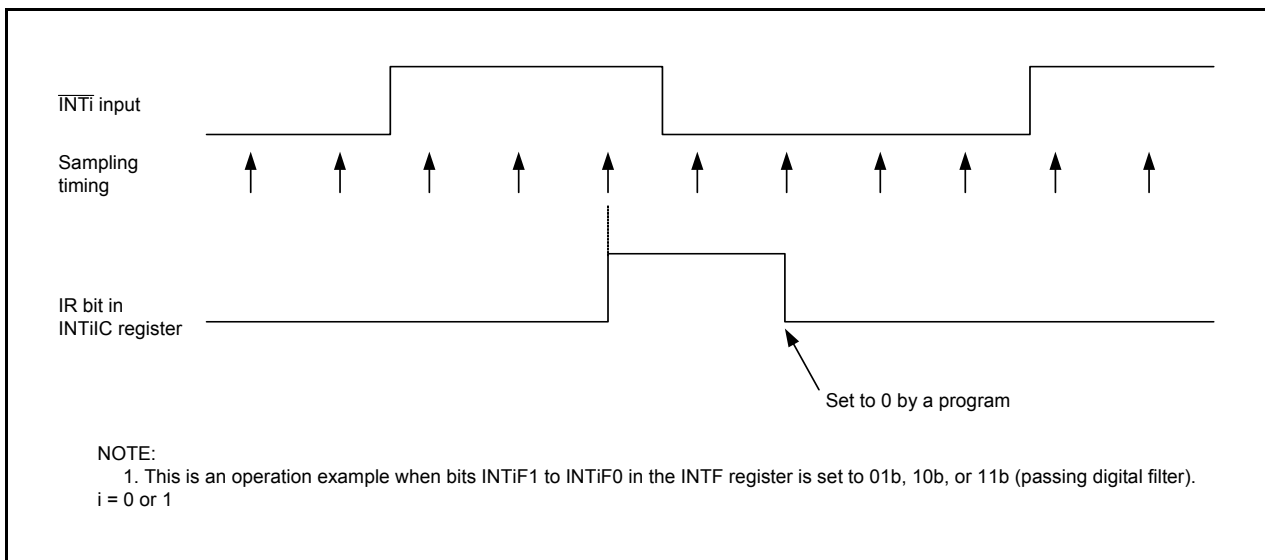 INTi input
Sampling
timing
IR bit in
INTiIC register
Set to 0 by a program
NOTE:
1. This is an operation example when bits INTiF1 to INTiF0 in the INTF register is set to 01b, 10b, or 11b (passing digital filter).
i = 0 or 1